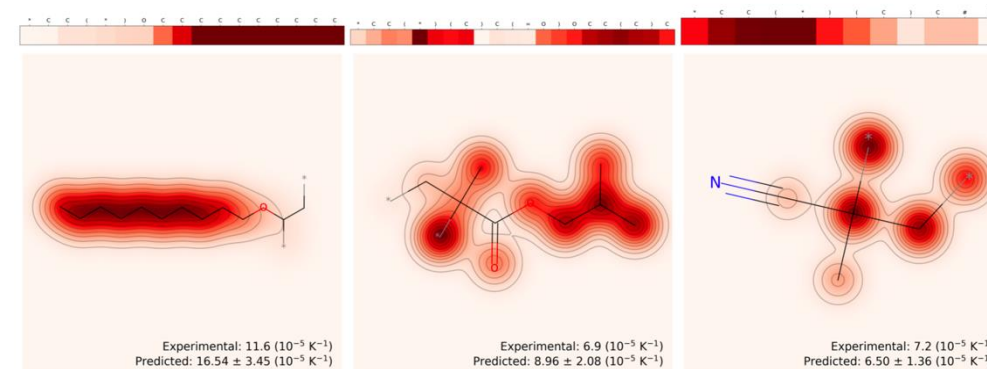 * C C ( * ) O C C C C C C C C C C
* C C ( * ) ( C ) C ( = O ) O C C ( C ) C
* C C ( * ) ( C ) C #
O
O
O
N
*
*
*
*
*
*
Experimental: 11.6 (10⁻⁵ K⁻¹)
Predicted: 16.54 ± 3.45 (10⁻⁵ K⁻¹)
Experimental: 6.9 (10⁻⁵ K⁻¹)
Predicted: 8.96 ± 2.08 (10⁻⁵ K⁻¹)
Experimental: 7.2 (10⁻⁵ K⁻¹)
Predicted: 6.50 ± 1.36 (10⁻⁵ K⁻¹)